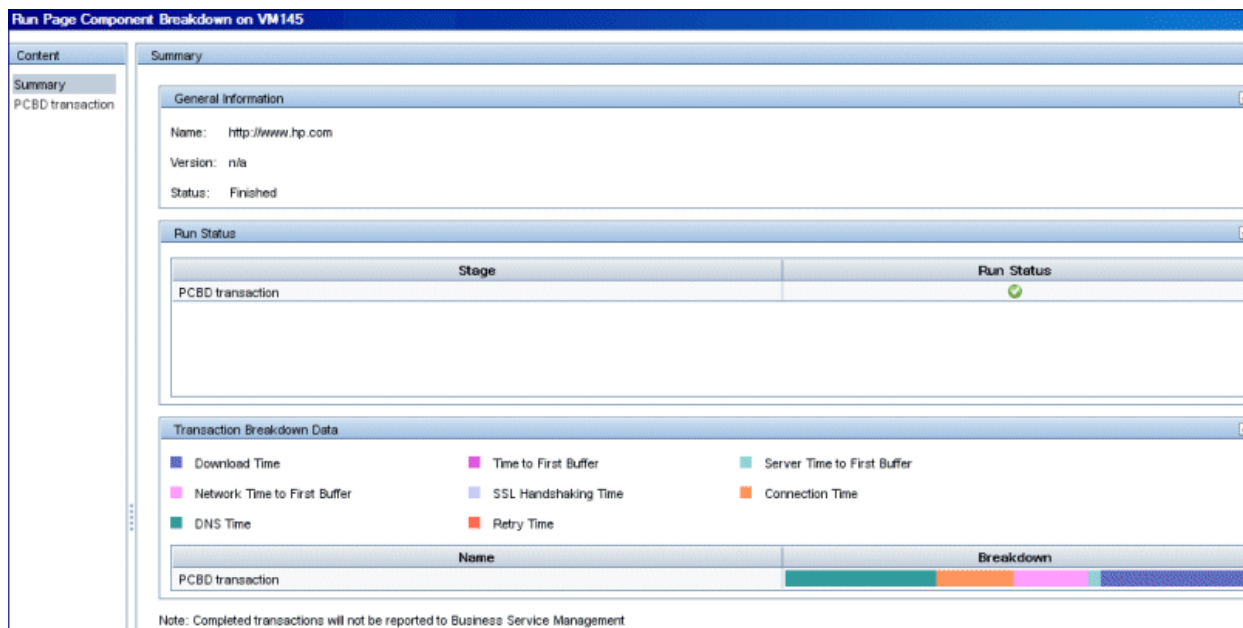 Run Page Component Breakdown on VM145
Content
Summary
PCBD transaction
Summary
General Information
Name: http://www.hp.com
Version: n/a
Status: Finished
Run Status
Stage Run Status
PCBD transaction
Transaction Breakdown Data
Download Time Time to First Buffer Server Time to First Buffer
Network Time to First Buffer SSL Handshaking Time Connection Time
DNS Time Retry Time
Name Breakdown
PCBD transaction
Note: Completed transactions will not be reported to Business Service Management